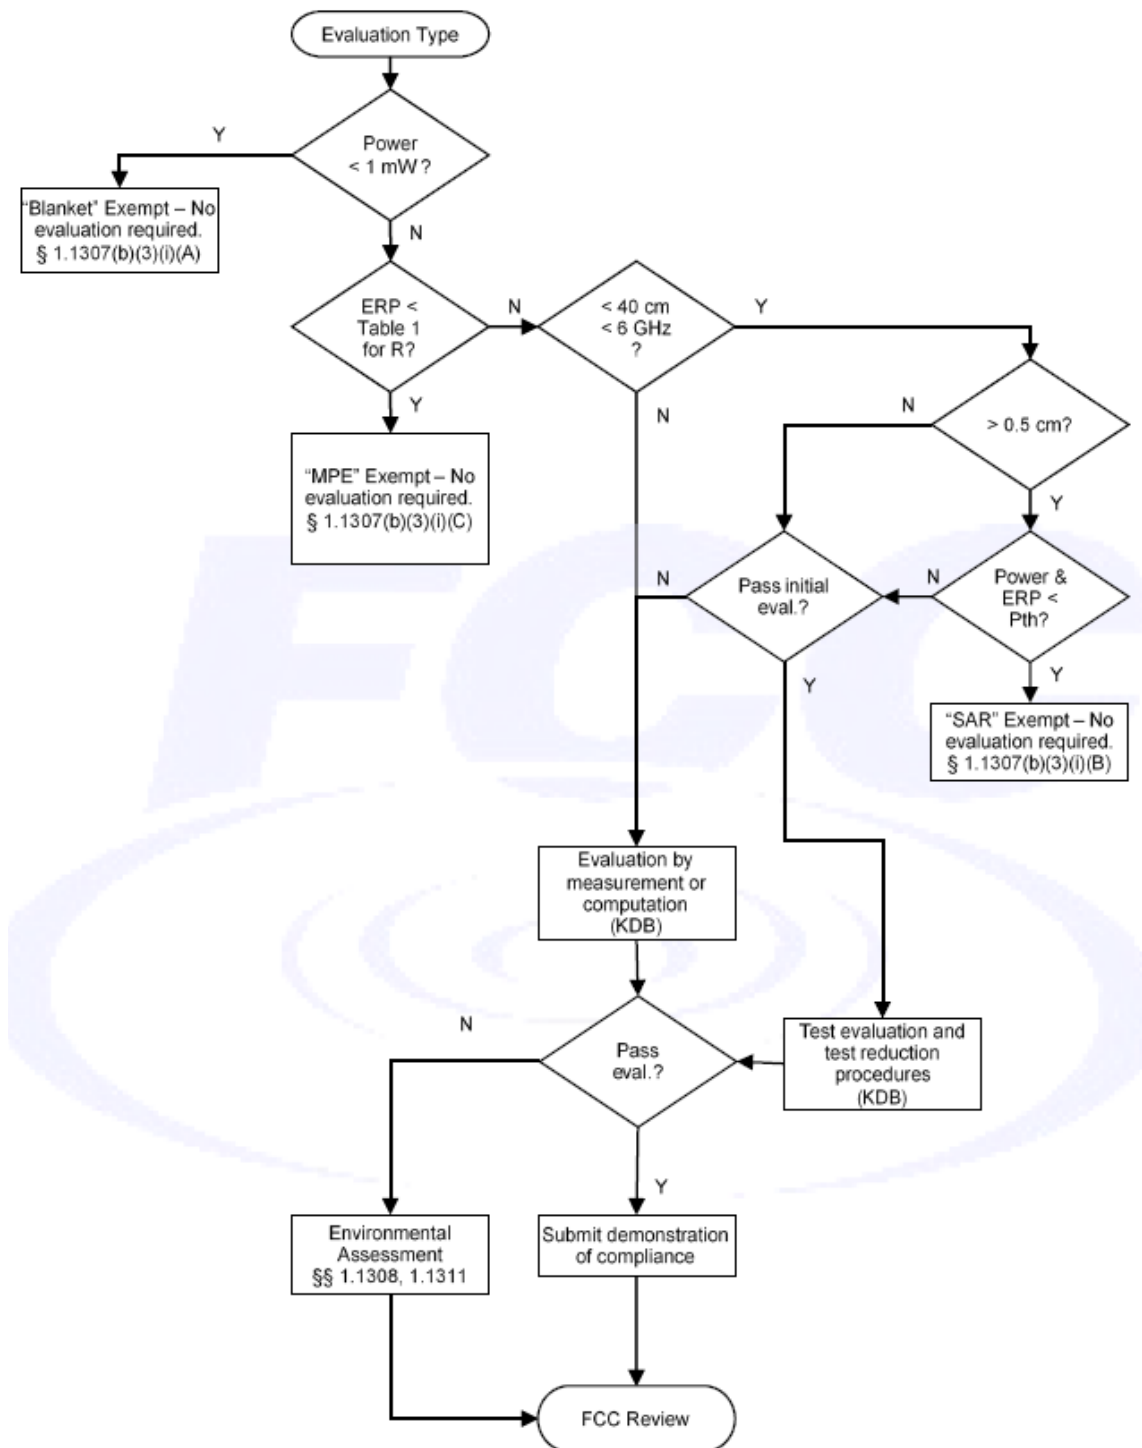 Evaluation Type
Power
< 1 mW?
Y
N
“Blanket” Exempt – No
evaluation required.
§ 1.1307(b)(3)(i)(A)
ERP <
Table 1
for R?
N
Y
< 40 cm
< 6 GHz
?
Y
N
“MPE” Exempt – No
evaluation required.
§ 1.1307(b)(3)(i)(C)
> 0.5 cm?
N
Y
Pass initial
eval.?
N
Y
Power &
ERP <
Pth?
N
Y
“SAR” Exempt – No
evaluation required.
§ 1.1307(b)(3)(i)(B)
FCC
Evaluation by
measurement or
computation
(KDB)
Test evaluation and
test reduction
procedures
(KDB)
Pass
eval.?
N
Y
Environmental
Assessment
§§ 1.1308, 1.1311
Submit demonstration
of compliance
FCC Review